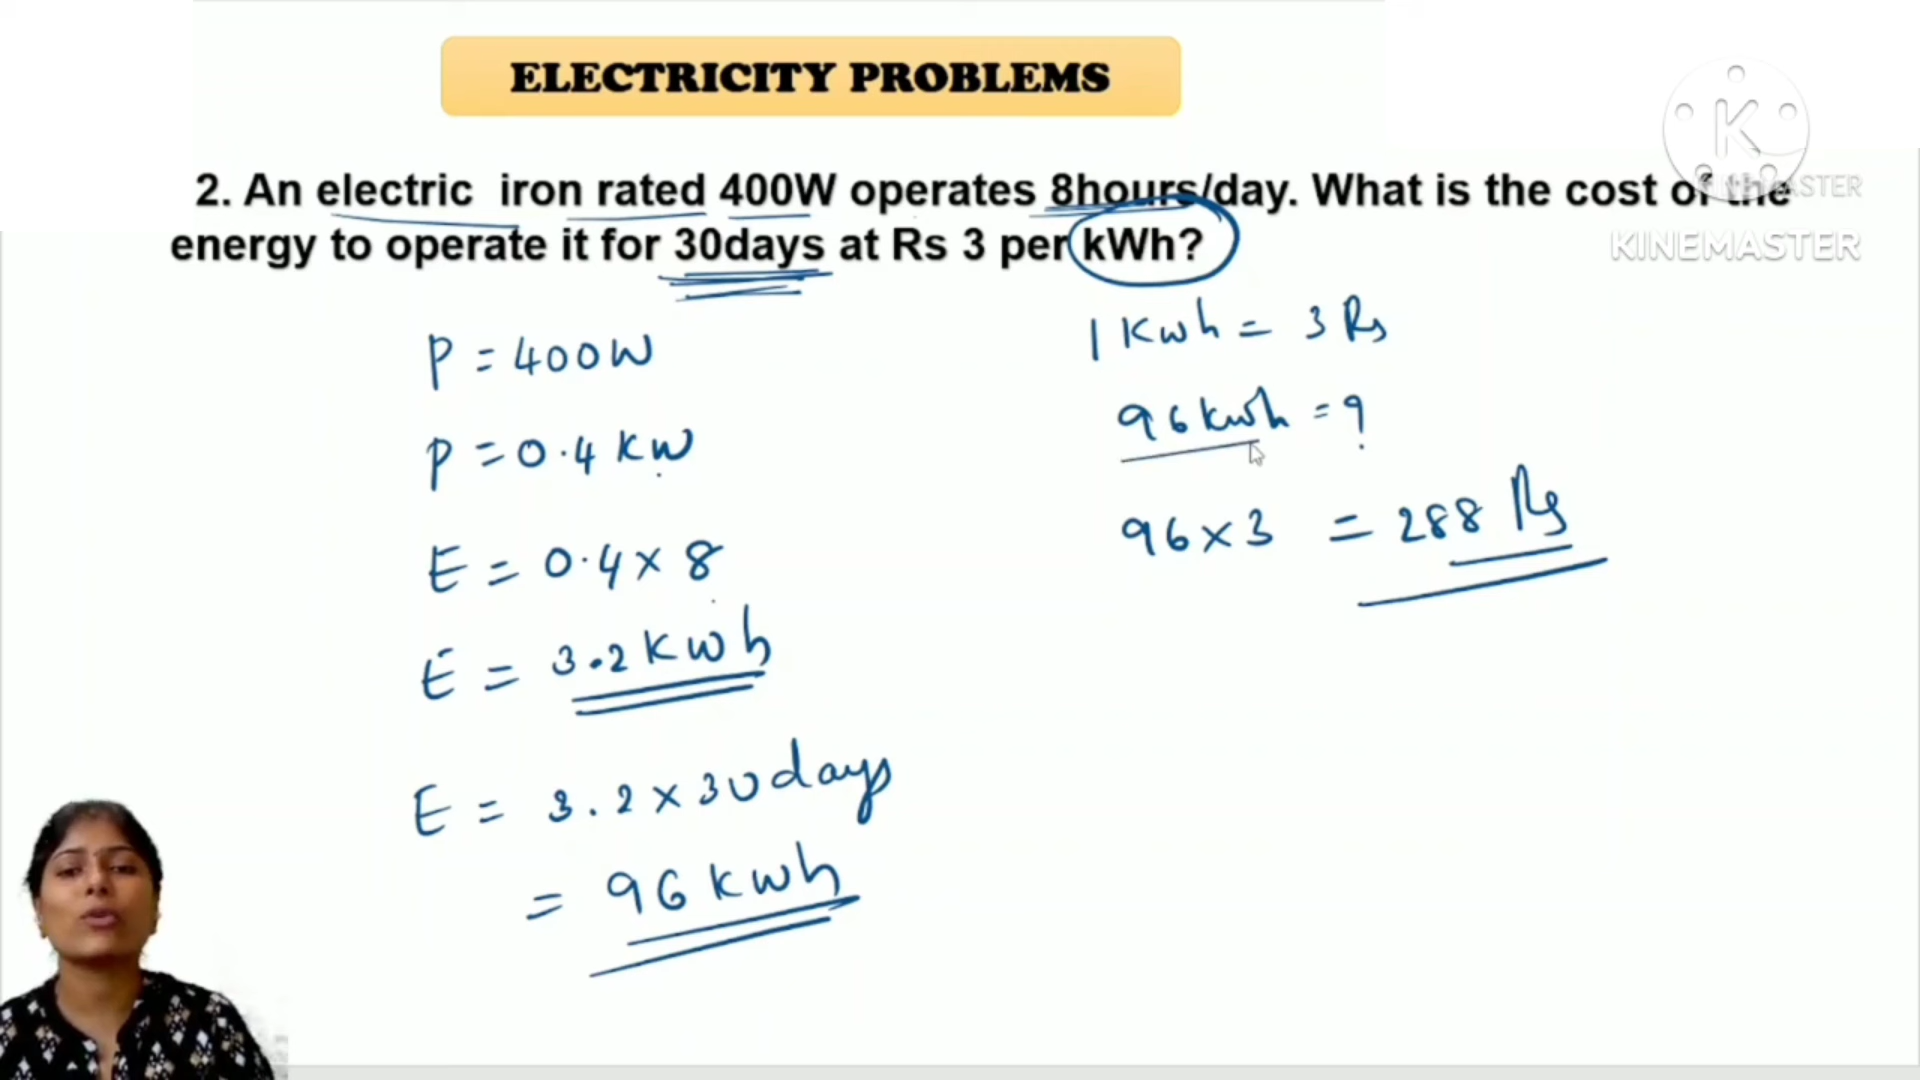 ELECTRICITY PROBLEMS
K
KINEMASTER
2. An electric iron rated 400W operates 8hours/day. What is the cost of the
energy to operate it for 30days at Rs 3 per kWh?
KINEMASTER
P = 400W
P = 0.4 KW
E = 0.4 × 8
E = 3.2 Kwh
E = 3.2 × 30 days
= 96 kwh
1 Kwh = 3 Rs
96 kwh = ?
96 × 3 = 288 Rs